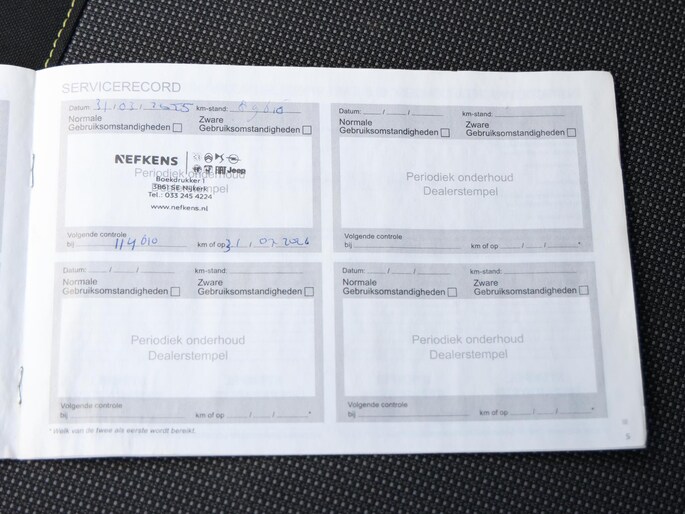 SERVICERECORD
Datum: 31.03.2025 km-stand:
Normale Gebruiksomstandigheden
Zware Gebruiksomstandigheden
NEFKENS Jeep
Periodiek onderhoud
Dealerstempel
Boekdrukker 1
3861 SE Nijkerk
Tel.: 033 245 4224
www.nefkens.nl
Volgende controle
bij 114 010 km of op
Datum: / / km-stand:
Normale Gebruiksomstandigheden
Zware Gebruiksomstandigheden
Periodiek onderhoud
Dealerstempel
Volgende controle
bij km of op / / *
Datum: / / km-stand:
Normale Gebruiksomstandigheden
Zware Gebruiksomstandigheden
Periodiek onderhoud
Dealerstempel
Volgende controle
bij km of op / / *
Datum: / / km-stand:
Normale Gebruiksomstandigheden
Zware Gebruiksomstandigheden
Periodiek onderhoud
Dealerstempel
Volgende controle
bij km of op / / *
* welk van de twee als eerste wordt bereikt.
5